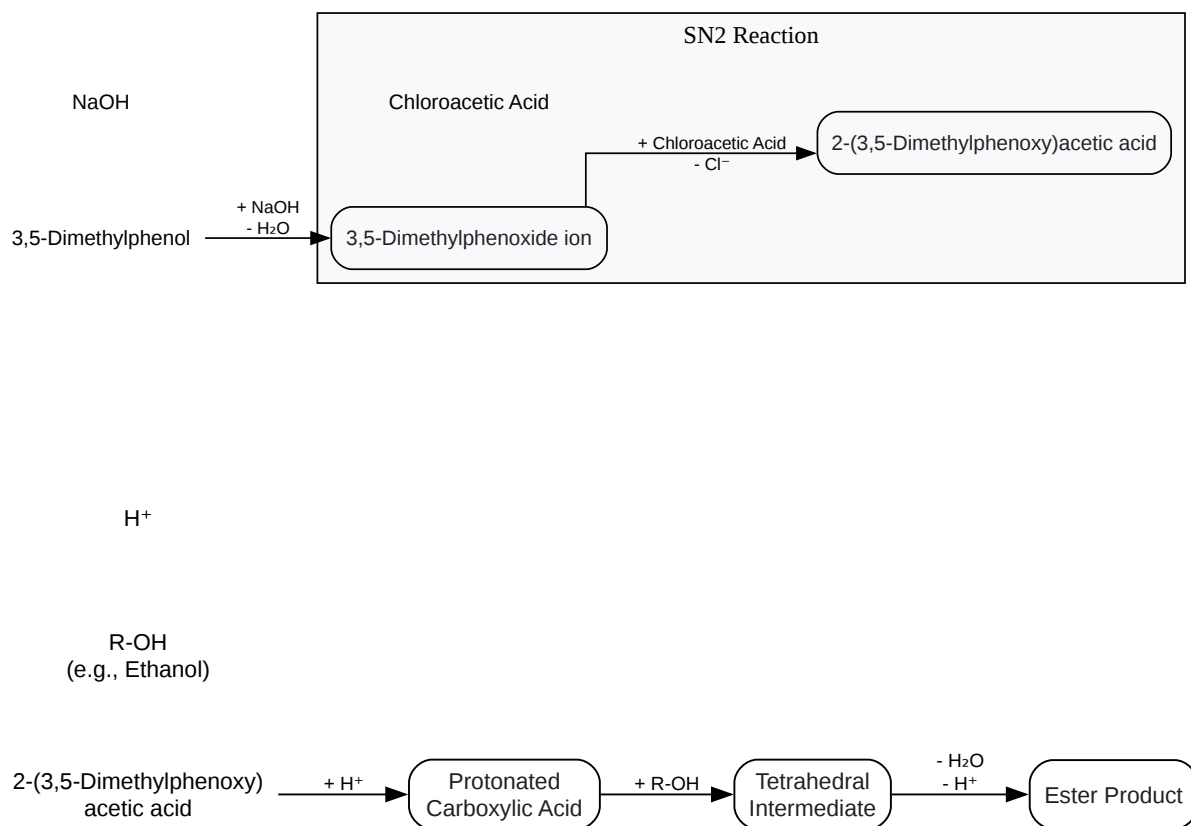 SN2 Reaction
NaOH
Chloroacetic Acid
+ Chloroacetic Acid
- Cl⁻
2-(3,5-Dimethylphenoxy)acetic acid
3,5-Dimethylphenol
+ NaOH
- H₂O
3,5-Dimethylphenoxide ion
H⁺
R-OH
(e.g., Ethanol)
2-(3,5-Dimethylphenoxy)
acetic acid
+ H⁺
Protonated
Carboxylic Acid
+ R-OH
Tetrahedral
Intermediate
- H₂O
- H⁺
Ester Product